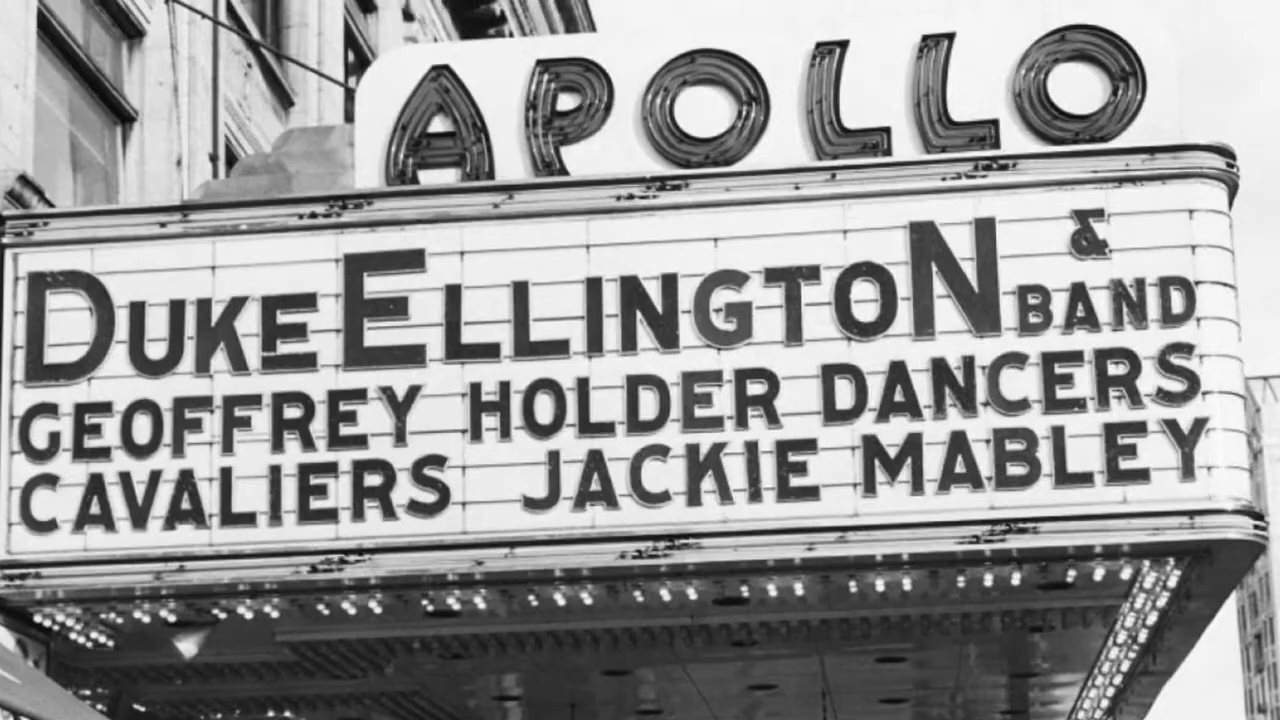 APOLLO
DUKE ELLINGTON & BAND
GEOFFREY HOLDER DANCERS
CAVALIERS JACKIE MABLEY